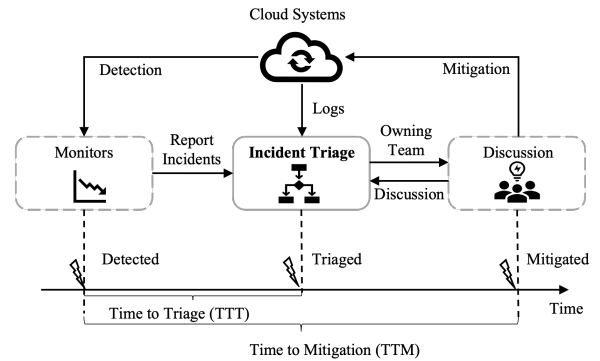 Cloud Systems
Detection
Mitigation
Logs
Monitors
Report
Incidents
Incident Triage
Owning
Team
Discussion
Discussion
Detected
Triaged
Mitigated
Time
Time to Triage (TTT)
Time to Mitigation (TTM)